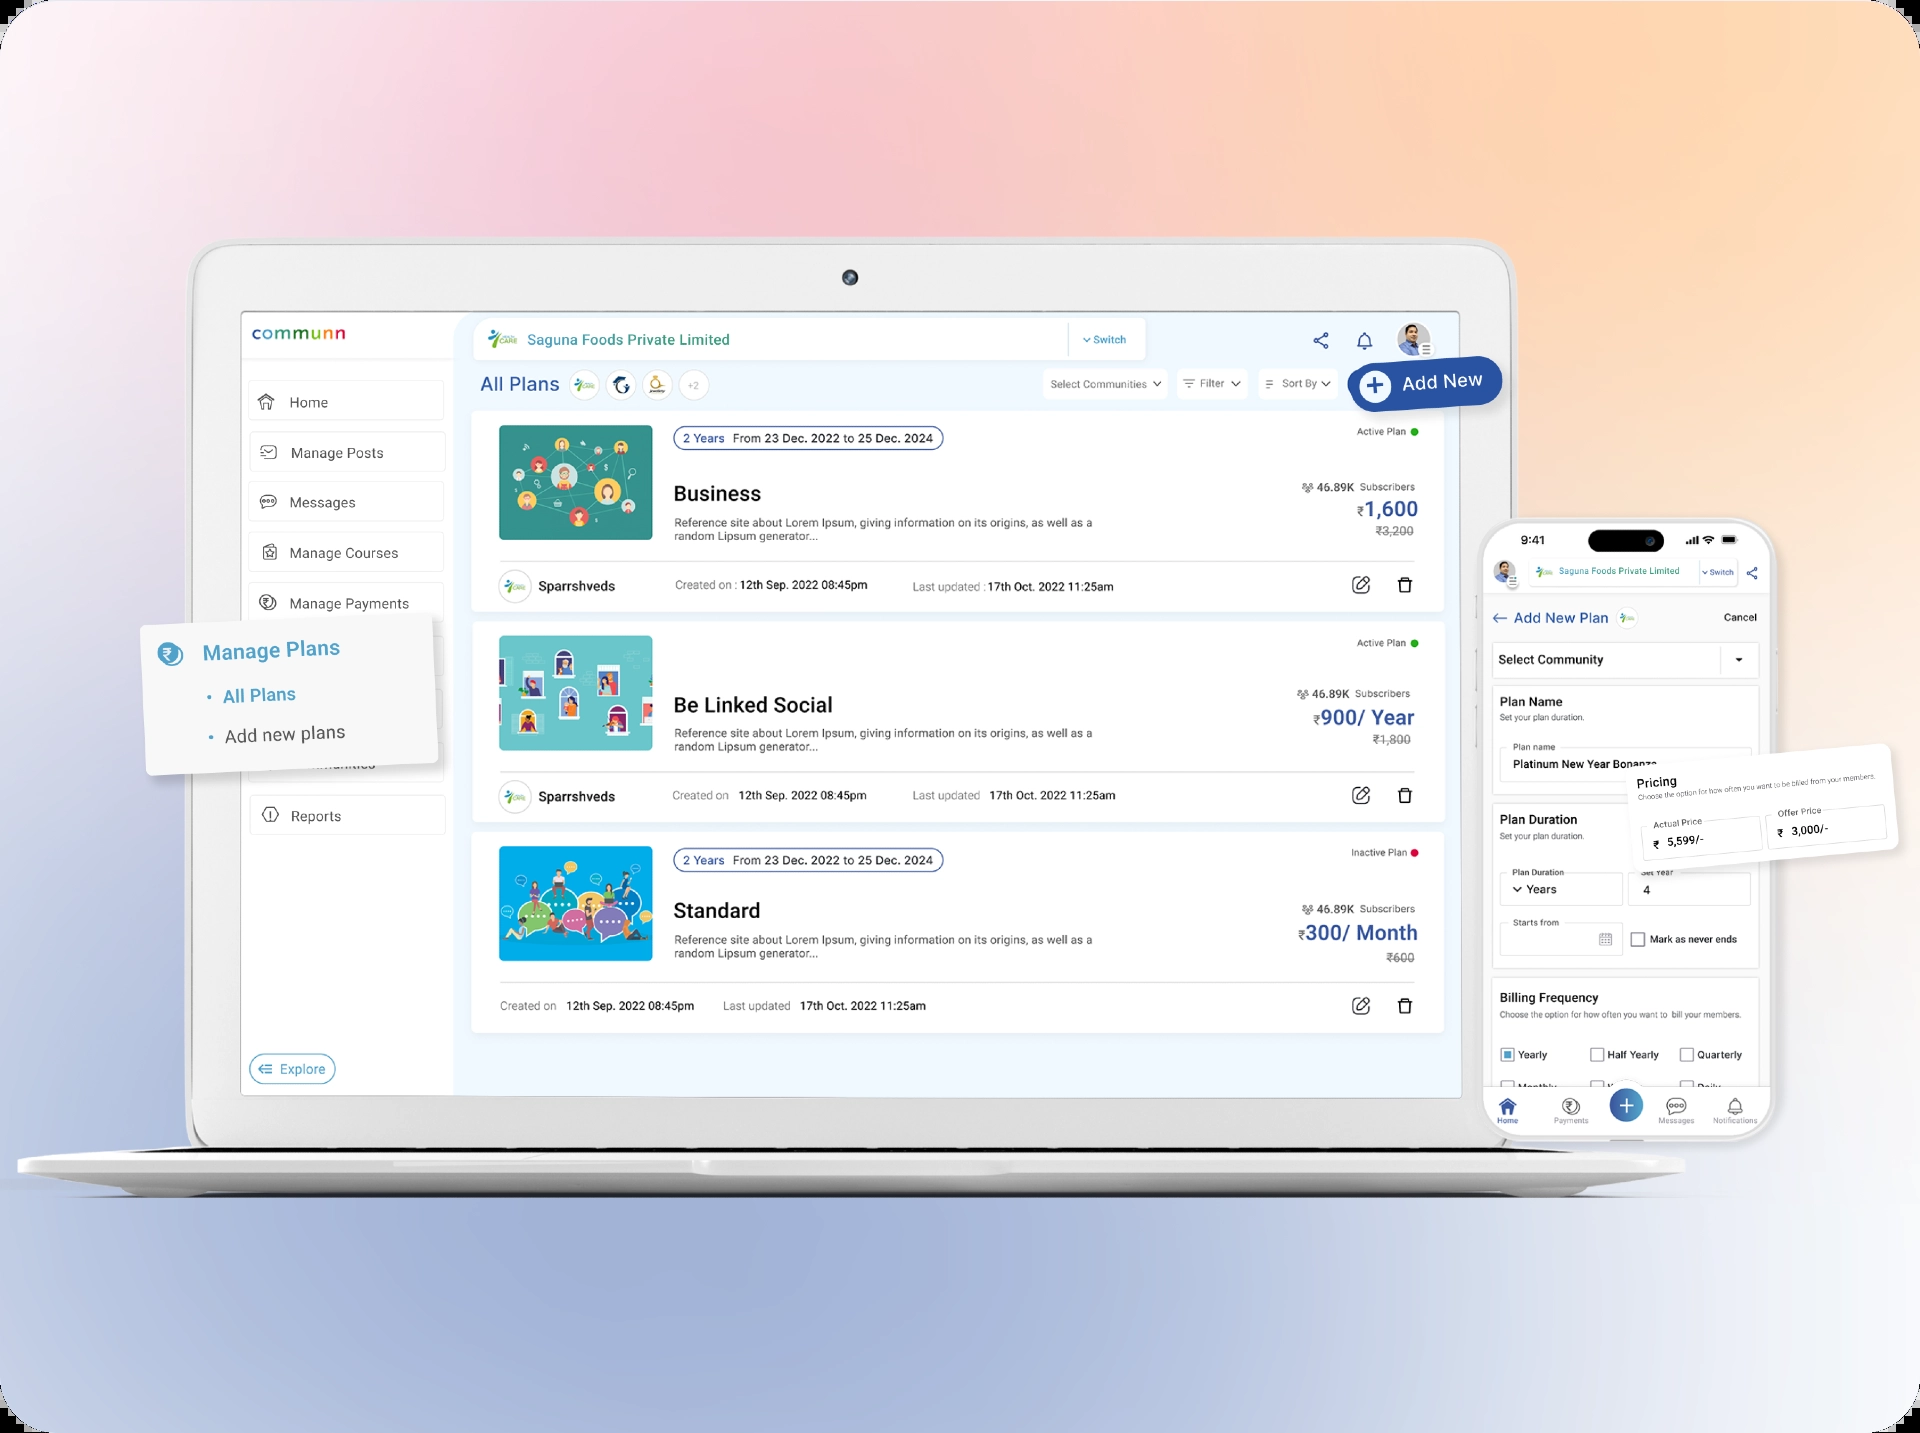 communn
Saguna Foods Private Limited
Switch
All Plans
+2
Select Communities
Filter
Sort By
Add New
Home
Manage Posts
Messages
Manage Courses
Manage Payments
Manage Plans
All Plans
Add new plans
Reports
Explore
2 Years From 23 Dec. 2022 to 25 Dec. 2024
Active Plan
Business
46.89K Subscribers
₹1,600
₹3,200
Reference site about Lorem Ipsum, giving information on its origins, as well as a
random Lipsum generator...
Sparrshveds
Created on : 12th Sep. 2022 08:45pm
Last updated : 17th Oct. 2022 11:25am
Active Plan
Be Linked Social
46.89K Subscribers
₹900/ Year
₹1,800
Reference site about Lorem Ipsum, giving information on its origins, as well as a
random Lipsum generator...
Sparrshveds
Created on 12th Sep. 2022 08:45pm
Last updated 17th Oct. 2022 11:25am
2 Years From 23 Dec. 2022 to 25 Dec. 2024
Inactive Plan
Standard
46.89K Subscribers
₹300/ Month
₹600
Reference site about Lorem Ipsum, giving information on its origins, as well as a
random Lipsum generator...
Created on 12th Sep. 2022 08:45pm
Last updated 17th Oct. 2022 11:25am
9:41
Saguna Foods Private Limited
Switch
Add New Plan
Cancel
Select Community
Plan Name
Set your plan duration.
Plan name
Platinum New Year Bonanza
Pricing
Choose the option for how often you want to be billed from your members.
Actual Price
₹ 5,599/-
Offer Price
₹ 3,000/-
Plan Duration
Set your plan duration.
Plan Duration
Years
Set Year
4
Starts from
Mark as never ends
Billing Frequency
Choose the option for how often you want to bill your members.
Yearly
Half Yearly
Quarterly
Monthly
Daily
Home
Payments
Messages
Notifications